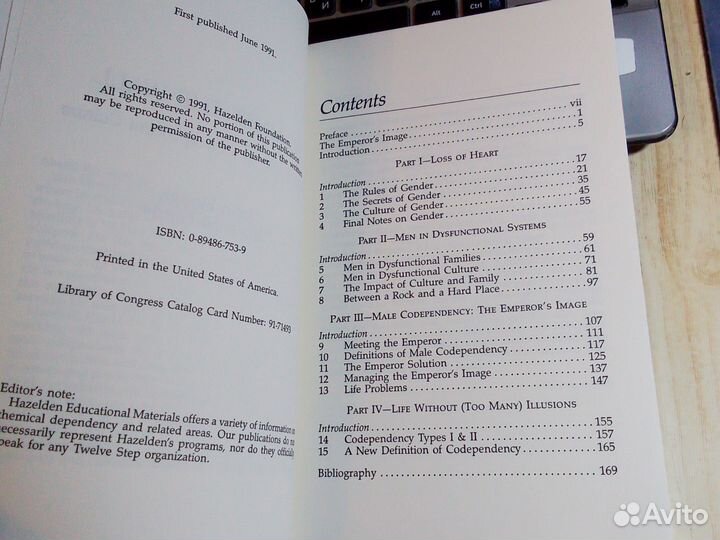 First published June 1991.
Copyright © 1991, Hazelden Foundation.
All rights reserved. No portion of this publication
may be reproduced in any manner without the written
permission of the publisher.
ISBN: 0-89486-753-9
Printed in the United States of America.
Library of Congress Catalog Card Number: 91-71493
Editor's note:
Hazelden Educational Materials offers a variety of information on
chemical dependency and related areas. Our publications do
necessarily represent Hazelden's programs, nor do they officially
speak for any Twelve Step organization.
Contents
Preface vii
The Emperor's Image 1
Introduction 5
PART I—LOSS OF HEART
Introduction 17
1 The Rules of Gender 21
2 The Secrets of Gender 35
3 The Culture of Gender 45
4 Final Notes on Gender 55
PART II—MEN IN DYSFUNCTIONAL SYSTEMS
Introduction 59
5 Men in Dysfunctional Families 61
6 Men in Dysfunctional Culture 71
7 The Impact of Culture and Family 81
8 Between a Rock and a Hard Place 97
PART III—MALE CODEPENDENCY: THE EMPEROR'S IMAGE
Introduction 107
9 Meeting the Emperor 111
10 Definitions of Male Codependency 117
11 The Emperor Solution 125
12 Managing the Emperor's Image 137
13 Life Problems 147
PART IV—LIFE WITHOUT (TOO MANY) ILLUSIONS
Introduction 155
14 Codependency Types I & II 157
15 A New Definition of Codependency 165
Bibliography 169
Alt
Ctrl
Avito